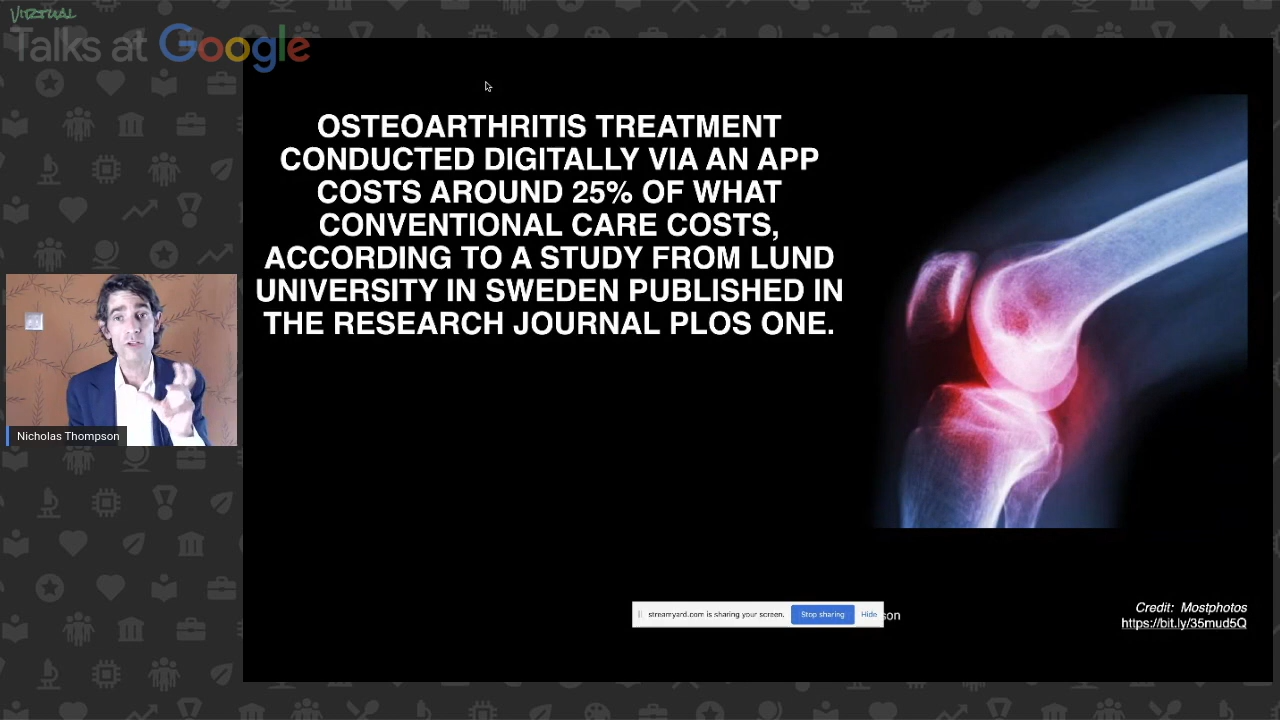 VIRTUAL
Talks at Google
OSTEOARTHRITIS TREATMENT
CONDUCTED DIGITALLY VIA AN APP
COSTS AROUND 25% OF WHAT
CONVENTIONAL CARE COSTS,
ACCORDING TO A STUDY FROM LUND
UNIVERSITY IN SWEDEN PUBLISHED IN
THE RESEARCH JOURNAL PLOS ONE.
Nicholas Thompson
streamyard.com is sharing your screen. Stop sharing Hide
son
Credit: Mostphotos
https://bit.ly/35mud5Q